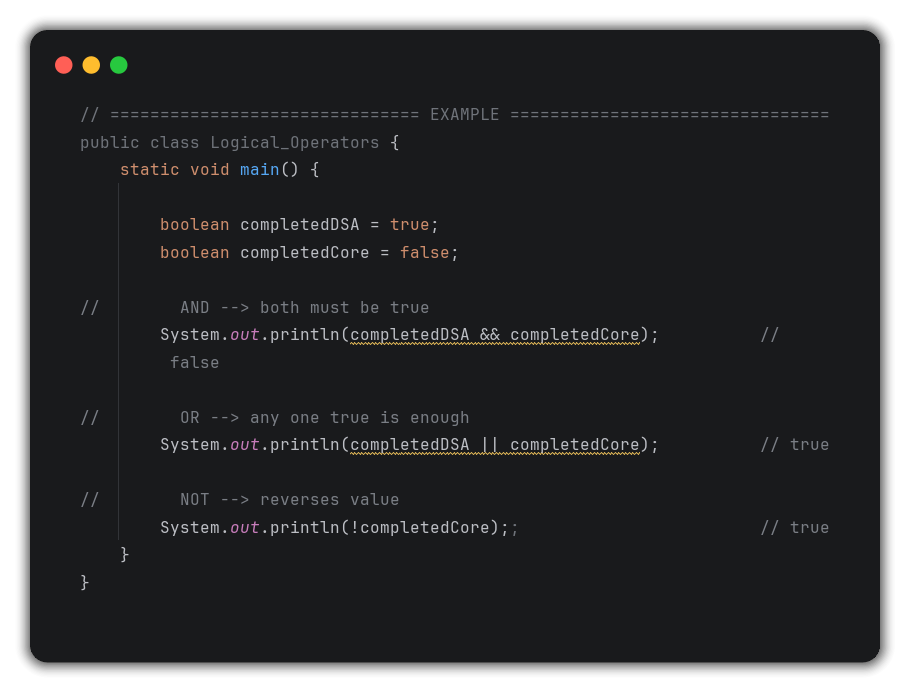 // =============================== EXAMPLE ================================
public class Logical_Operators {
    static void main() {

        boolean completedDSA = true;
        boolean completedCore = false;

//        AND --> both must be true
        System.out.println(completedDSA && completedCore);          //
         false

//        OR --> any one true is enough
        System.out.println(completedDSA || completedCore);          // true

//        NOT --> reverses value
        System.out.println(!completedCore);;                        // true
    }
}